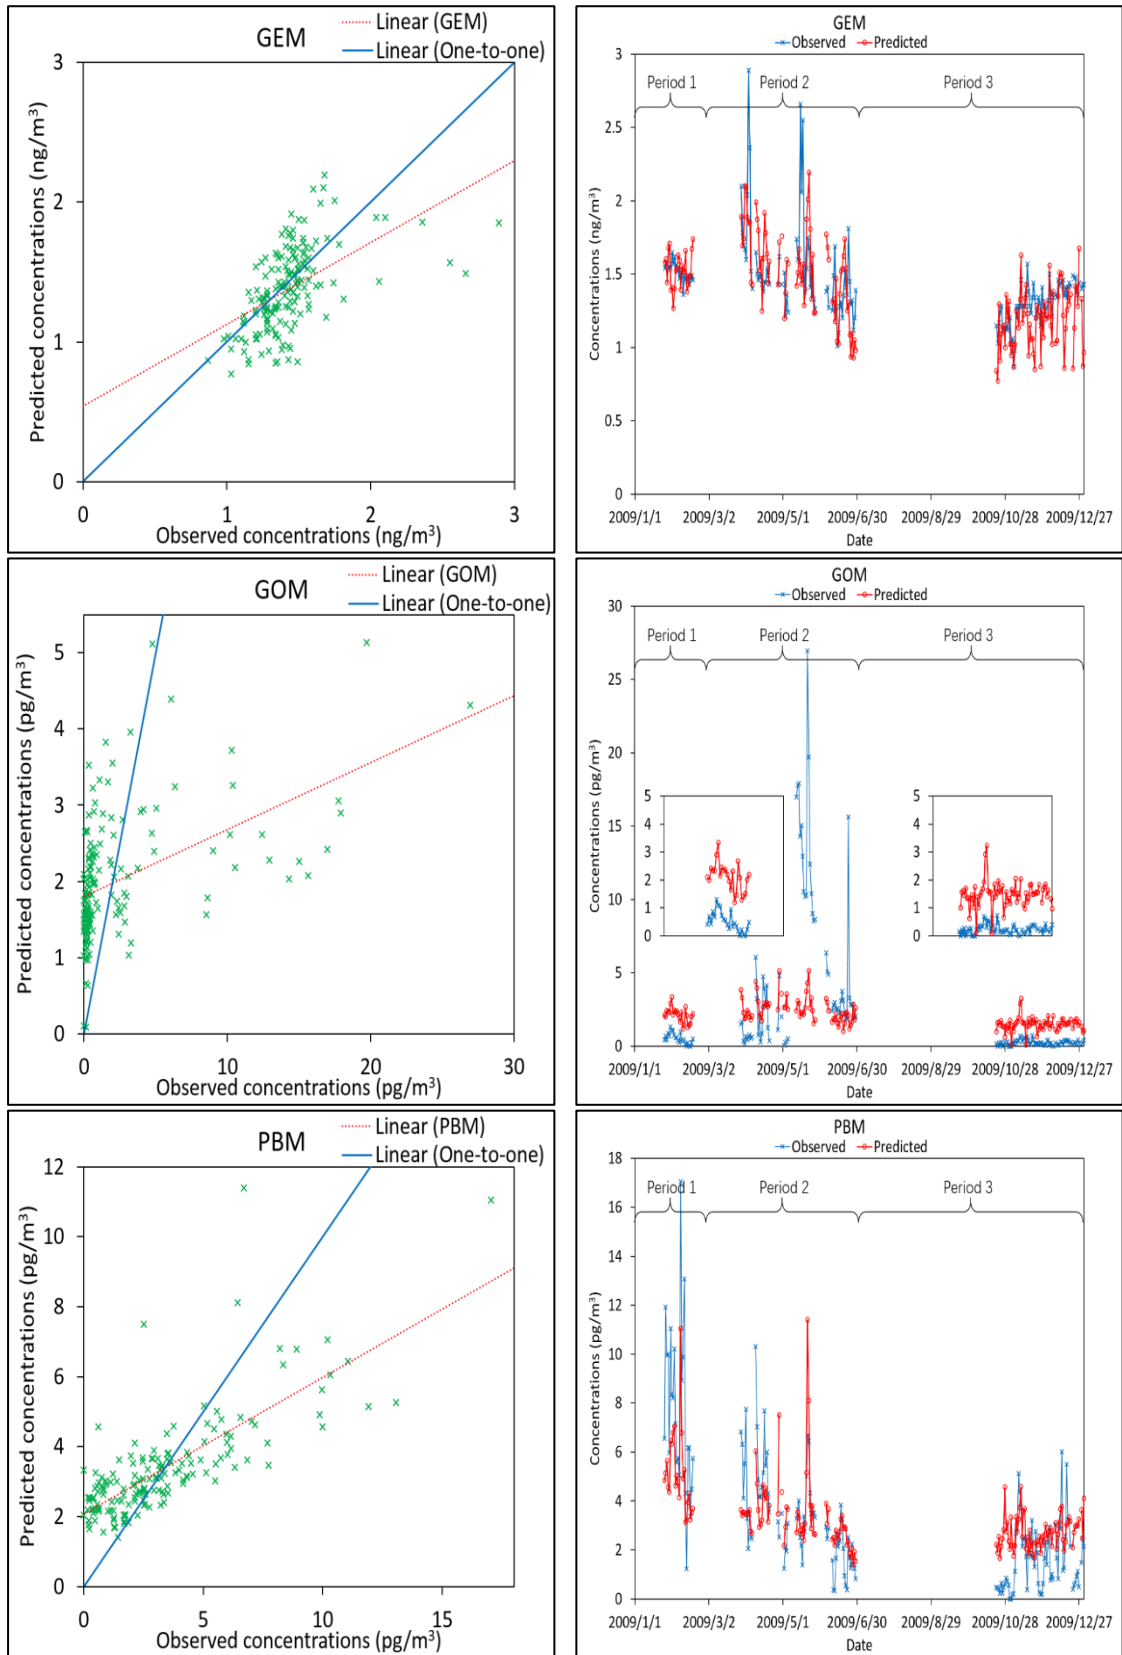 Linear (GEM)
GEM
Linear (One-to-one)
3
2
1
0
0 1 2 3
Predicted concentrations (ng/m³)
Observed concentrations (ng/m³)
GEM
Observed Predicted
3
2.5
2
1.5
1
0.5
0
Period 1 Period 2 Period 3
Concentrations (ng/m³)
2009/1/1 2009/3/2 2009/5/1 2009/6/30 2009/8/29 2009/10/28 2009/12/27
Date
Linear (GOM)
GOM
Linear (One-to-one)
5
4
3
2
1
0
0 10 20 30
Predicted concentrations (pg/m³)
Observed concentrations (pg/m³)
GOM
Observed Predicted
30
25
20
15
10
5
0
Period 1 Period 2 Period 3
5
4
3
2
1
0
5
4
3
2
1
0
Concentrations (pg/m³)
2009/1/1 2009/3/2 2009/5/1 2009/6/30 2009/8/29 2009/10/28 2009/12/27
Date
Linear (PBM)
PBM
Linear (One-to-one)
12
10
8
6
4
2
0
0 5 10
Predicted concentrations (pg/m³)
Observed concentrations (pg/m³)
PBM
Observed Predicted
18
16
14
12
10
8
6
4
2
0
Period 1 Period 2 Period 3
Concentrations (pg/m³)
2009/1/1 2009/3/2 2009/5/1 2009/6/30 2009/8/29 2009/10/28 2009/12/27
Date